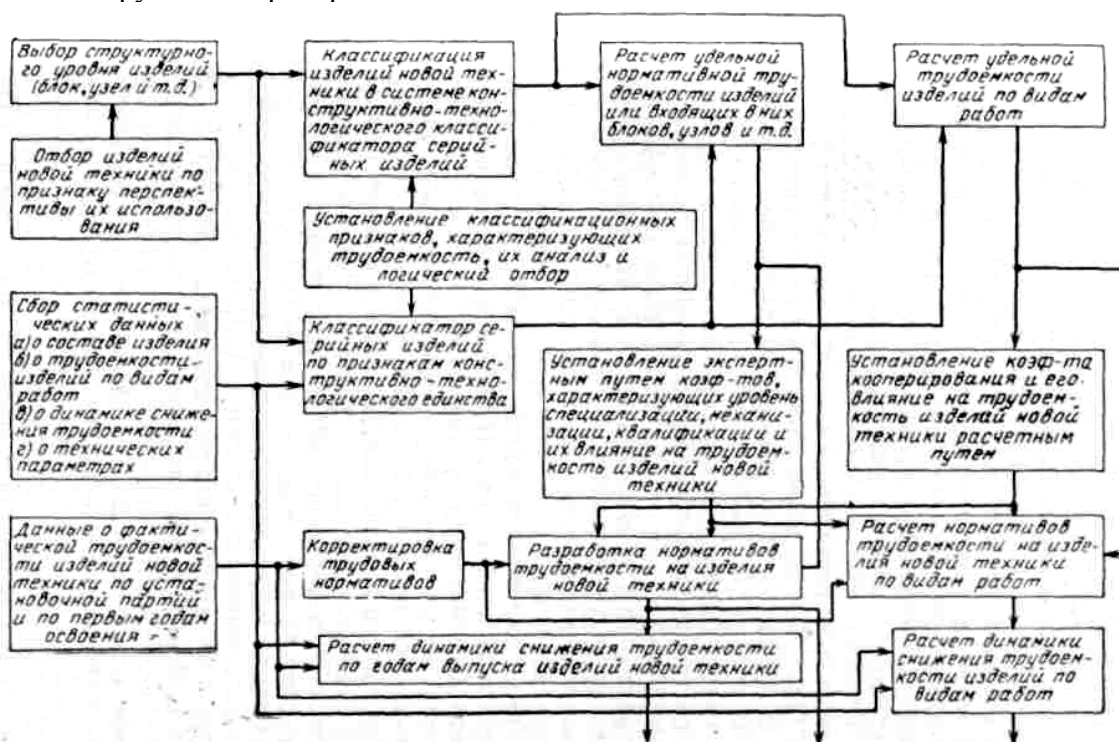 Выбор структурно-
го уровня изделий
(блок, узел и т.д.)
Отбор изделий
новой техники по
признаку перспек-
тивы их использо-
вания
Сбор статисти-
ческих данных
а) о составе изделия
в) о трудоемкости
изделий по видам
работ
в) о динамике сниже-
ния трудоемкости
г) о технических
параметрах
Данные о факти-
ческой трудоемкос-
ти изделий новой
техники по уста-
новочной партии
и по первым годам
освоения
Классификация
изделий новой тех-
ники в системе кон-
структивно-техно-
логического класси-
фикатора серий-
ных изделий
Установление классификационных
признаков, характеризующих
трудоемкость, их анализ и
логический отбор
Классификатор се-
рийных изделий
по признакам конс-
труктивно-техно-
логического единства
Корректировка
трудовых
нормативов
Расчет динамики снижения трудоемкости
по годам выпуска изделий новой техники
Расчет удельной
нормативной тру-
доемкости изделий
или входящих в них
блоков, узлов и т.д.
Установление эксперт-
ным путем коэф-тов,
характеризующих уровень
специализации, механи-
зации, квалификации и
их влияние на трудоем-
кость изделий новой
техники
Разработка нормативов
трудоемкости на изделия
новой техники
Расчет удельной
трудоемкости
изделий по видам
работ
Установление коэф-та
кооперирования и его
влияние на трудоем-
кость изделий новой
техники расчетным
путем
Расчет нормативов
трудоемкости на изде-
лия новой техники
по видам работ
Расчет динамики
снижения трудоем-
кости изделий по
видам работ